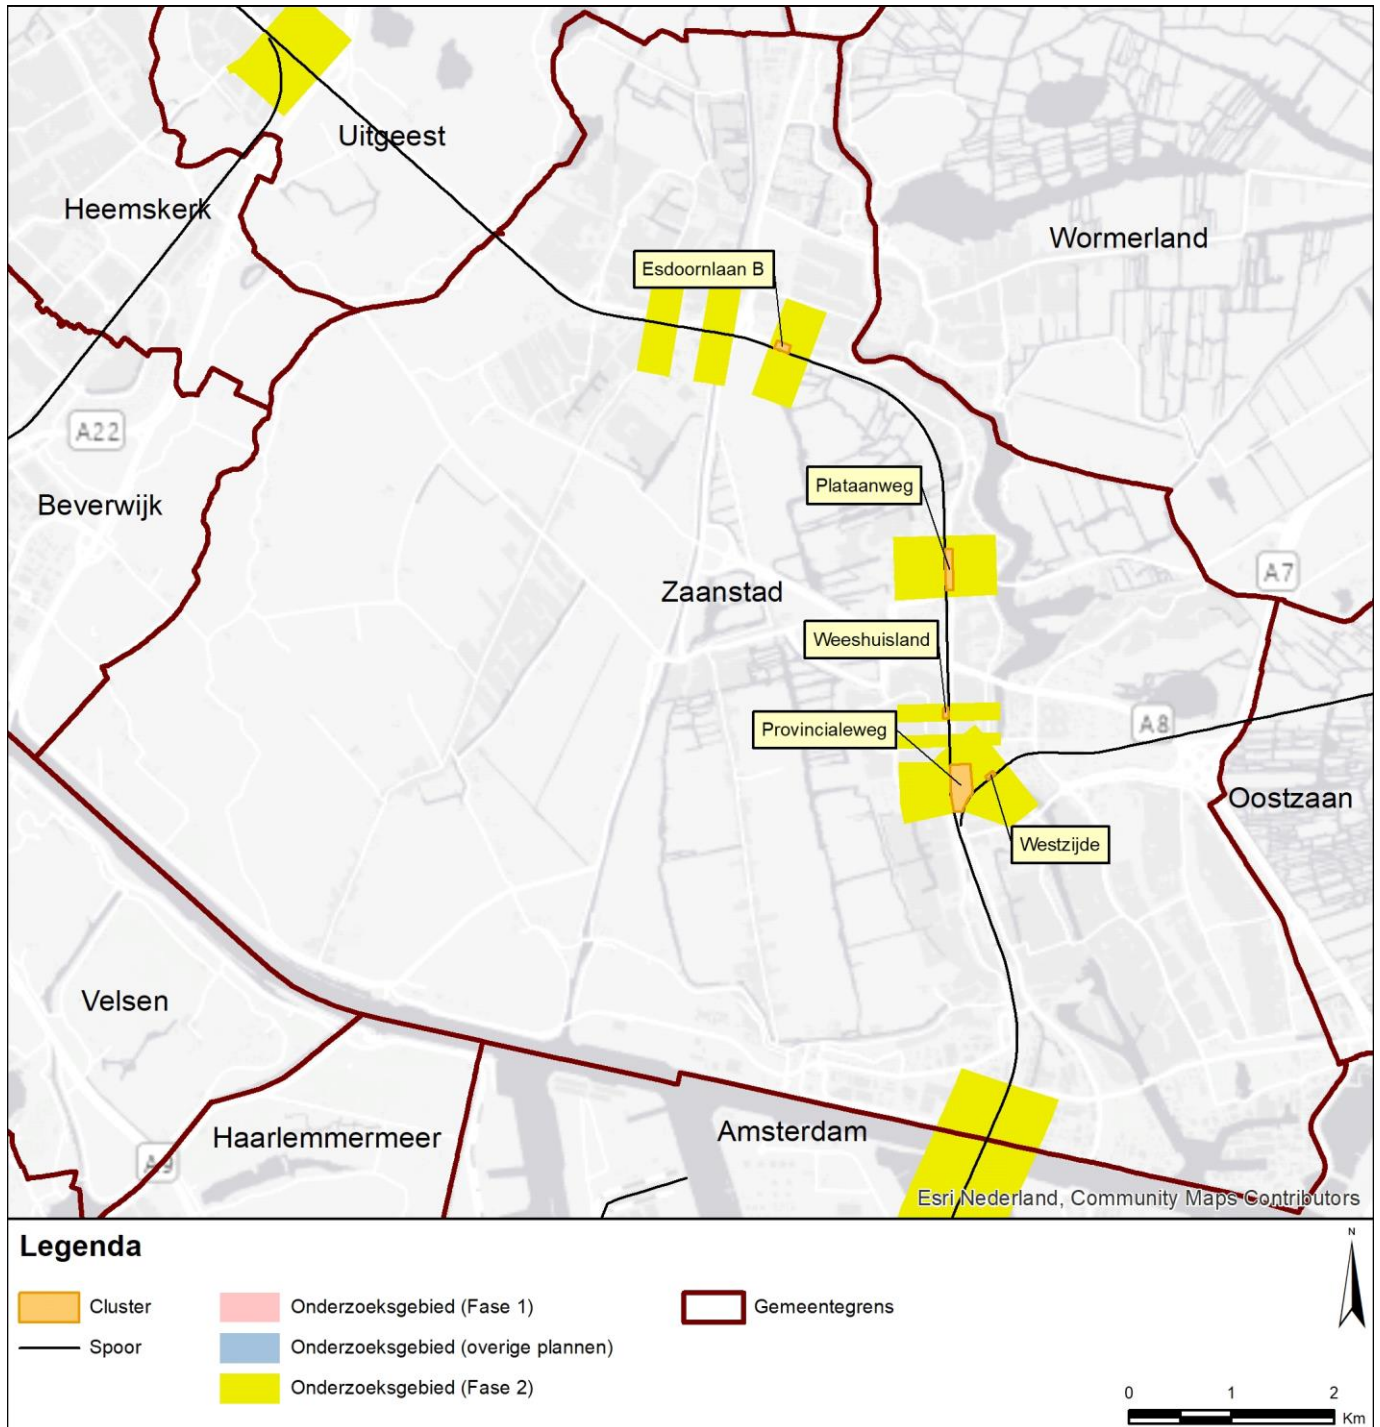 Uitgeest
Heemskerk
Wormerland
Esdoornlaan B
A22
Plataanweg
Beverwijk
A7
Zaanstad
Weeshuisland
Provincialeweg
A8
Oostzaan
Westzijde
Velsen
Amsterdam
Haarlemmermeer
A9
Esri Nederland, Community Maps Contributors
Legenda
N
Cluster
Onderzoeksgebied (Fase 1)
Gemeentegrens
Spoor
Onderzoeksgebied (overige plannen)
Onderzoeksgebied (Fase 2)
0 1 2
Km